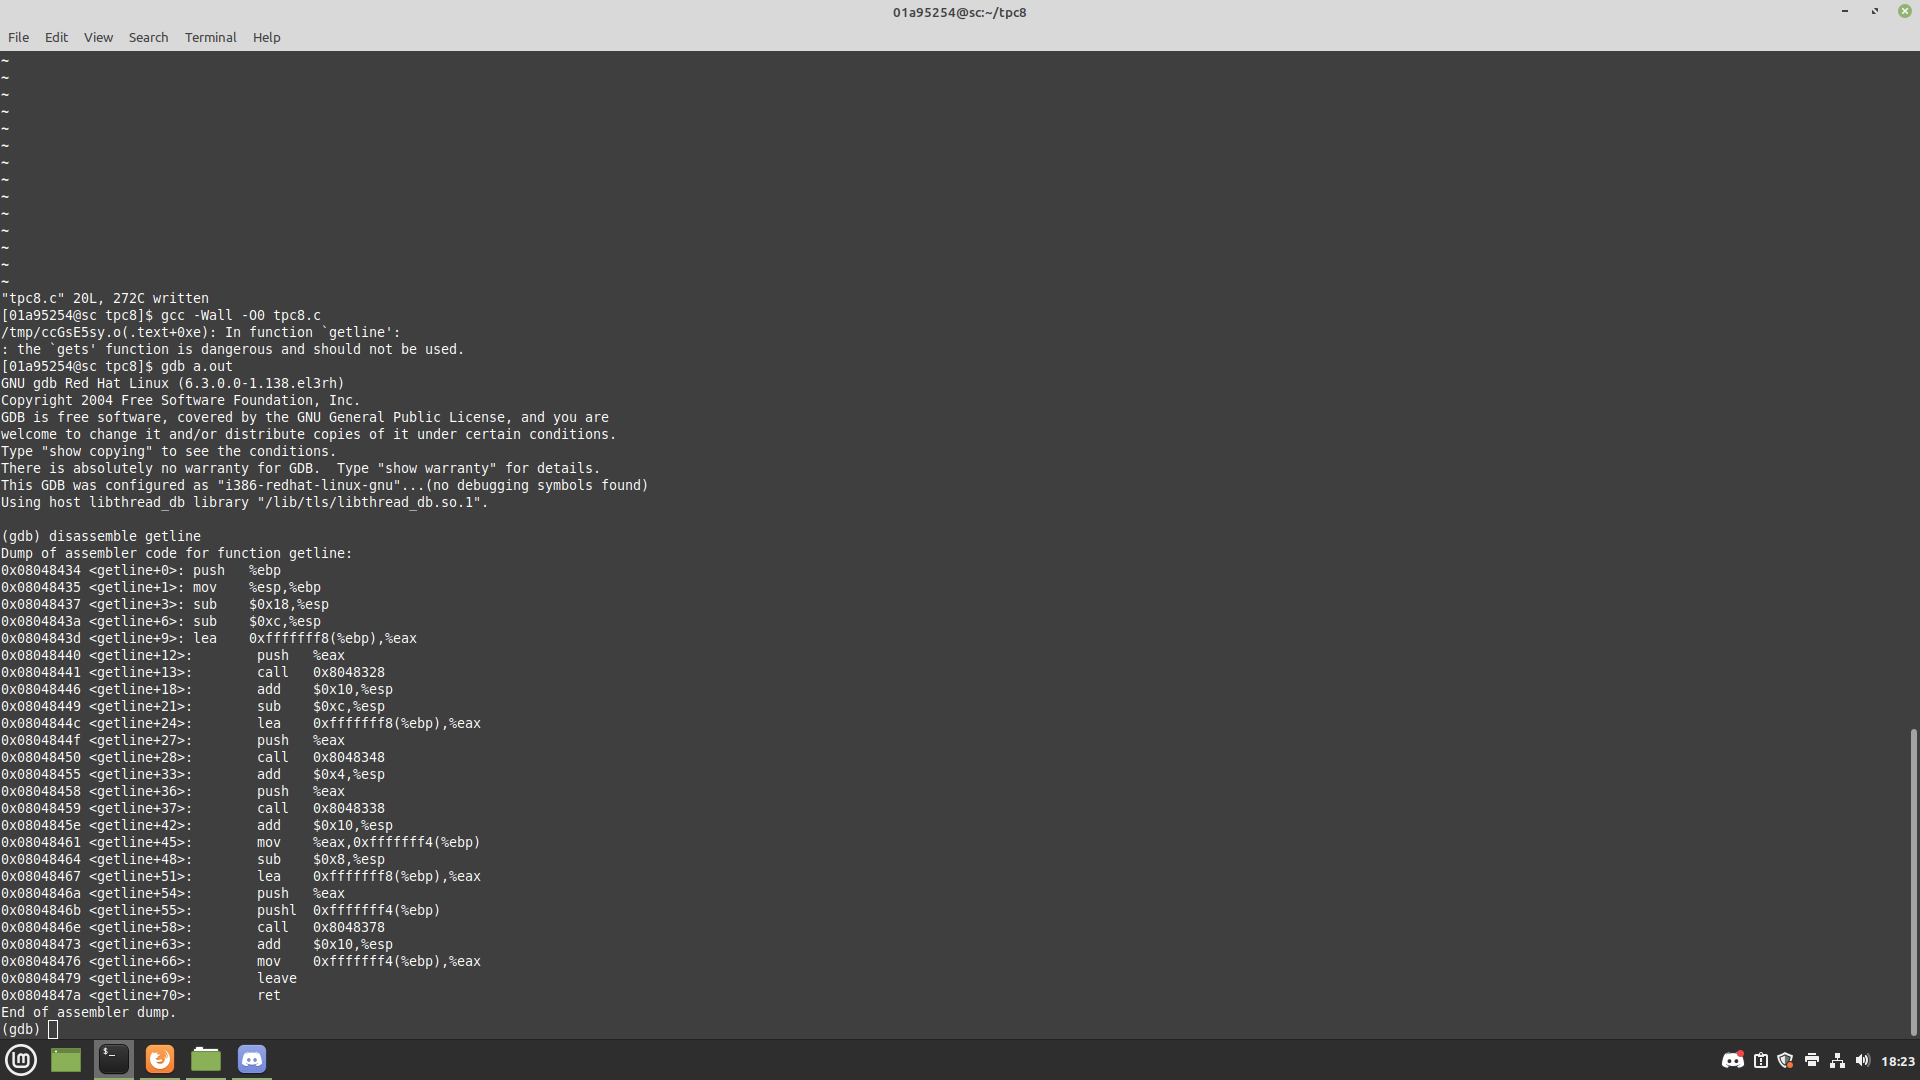 01a95254@sc:~/tpc8
File Edit View Search Terminal Help
~
~
~
~
~
~
~
~
~
~
~
~
~
~
"tpc8.c" 20L, 272C written
[01a95254@sc tpc8]$ gcc -Wall -O0 tpc8.c
/tmp/ccGsE5sy.o(.text+0xe): In function `getline':
: the `gets' function is dangerous and should not be used.
[01a95254@sc tpc8]$ gdb a.out
GNU gdb Red Hat Linux (6.3.0.0-1.138.el3rh)
Copyright 2004 Free Software Foundation, Inc.
GDB is free software, covered by the GNU General Public License, and you are
welcome to change it and/or distribute copies of it under certain conditions.
Type "show copying" to see the conditions.
There is absolutely no warranty for GDB.  Type "show warranty" for details.
This GDB was configured as "i386-redhat-linux-gnu"...(no debugging symbols found)
Using host libthread_db library "/lib/tls/libthread_db.so.1".
(gdb) disassemble getline
Dump of assembler code for function getline:
0x08048434 <getline+0>: push   %ebp
0x08048435 <getline+1>: mov    %esp,%ebp
0x08048437 <getline+3>: sub    $0x18,%esp
0x0804843a <getline+6>: sub    $0xc,%esp
0x0804843d <getline+9>: lea    0xfffffff8(%ebp),%eax
0x08048440 <getline+12>:        push   %eax
0x08048441 <getline+13>:        call   0x8048328
0x08048446 <getline+18>:        add    $0x10,%esp
0x08048449 <getline+21>:        sub    $0xc,%esp
0x0804844c <getline+24>:        lea    0xfffffff8(%ebp),%eax
0x0804844f <getline+27>:        push   %eax
0x08048450 <getline+28>:        call   0x8048348
0x08048455 <getline+33>:        add    $0x4,%esp
0x08048458 <getline+36>:        push   %eax
0x08048459 <getline+37>:        call   0x8048338
0x0804845e <getline+42>:        add    $0x10,%esp
0x08048461 <getline+45>:        mov    %eax,0xfffffff4(%ebp)
0x08048464 <getline+48>:        sub    $0x8,%esp
0x08048467 <getline+51>:        lea    0xfffffff8(%ebp),%eax
0x0804846a <getline+54>:        push   %eax
0x0804846b <getline+55>:        pushl  0xfffffff4(%ebp)
0x0804846e <getline+58>:        call   0x8048378
0x08048473 <getline+63>:        add    $0x10,%esp
0x08048476 <getline+66>:        mov    0xfffffff4(%ebp),%eax
0x08048479 <getline+69>:        leave
0x0804847a <getline+70>:        ret
End of assembler dump.
(gdb)
18:23